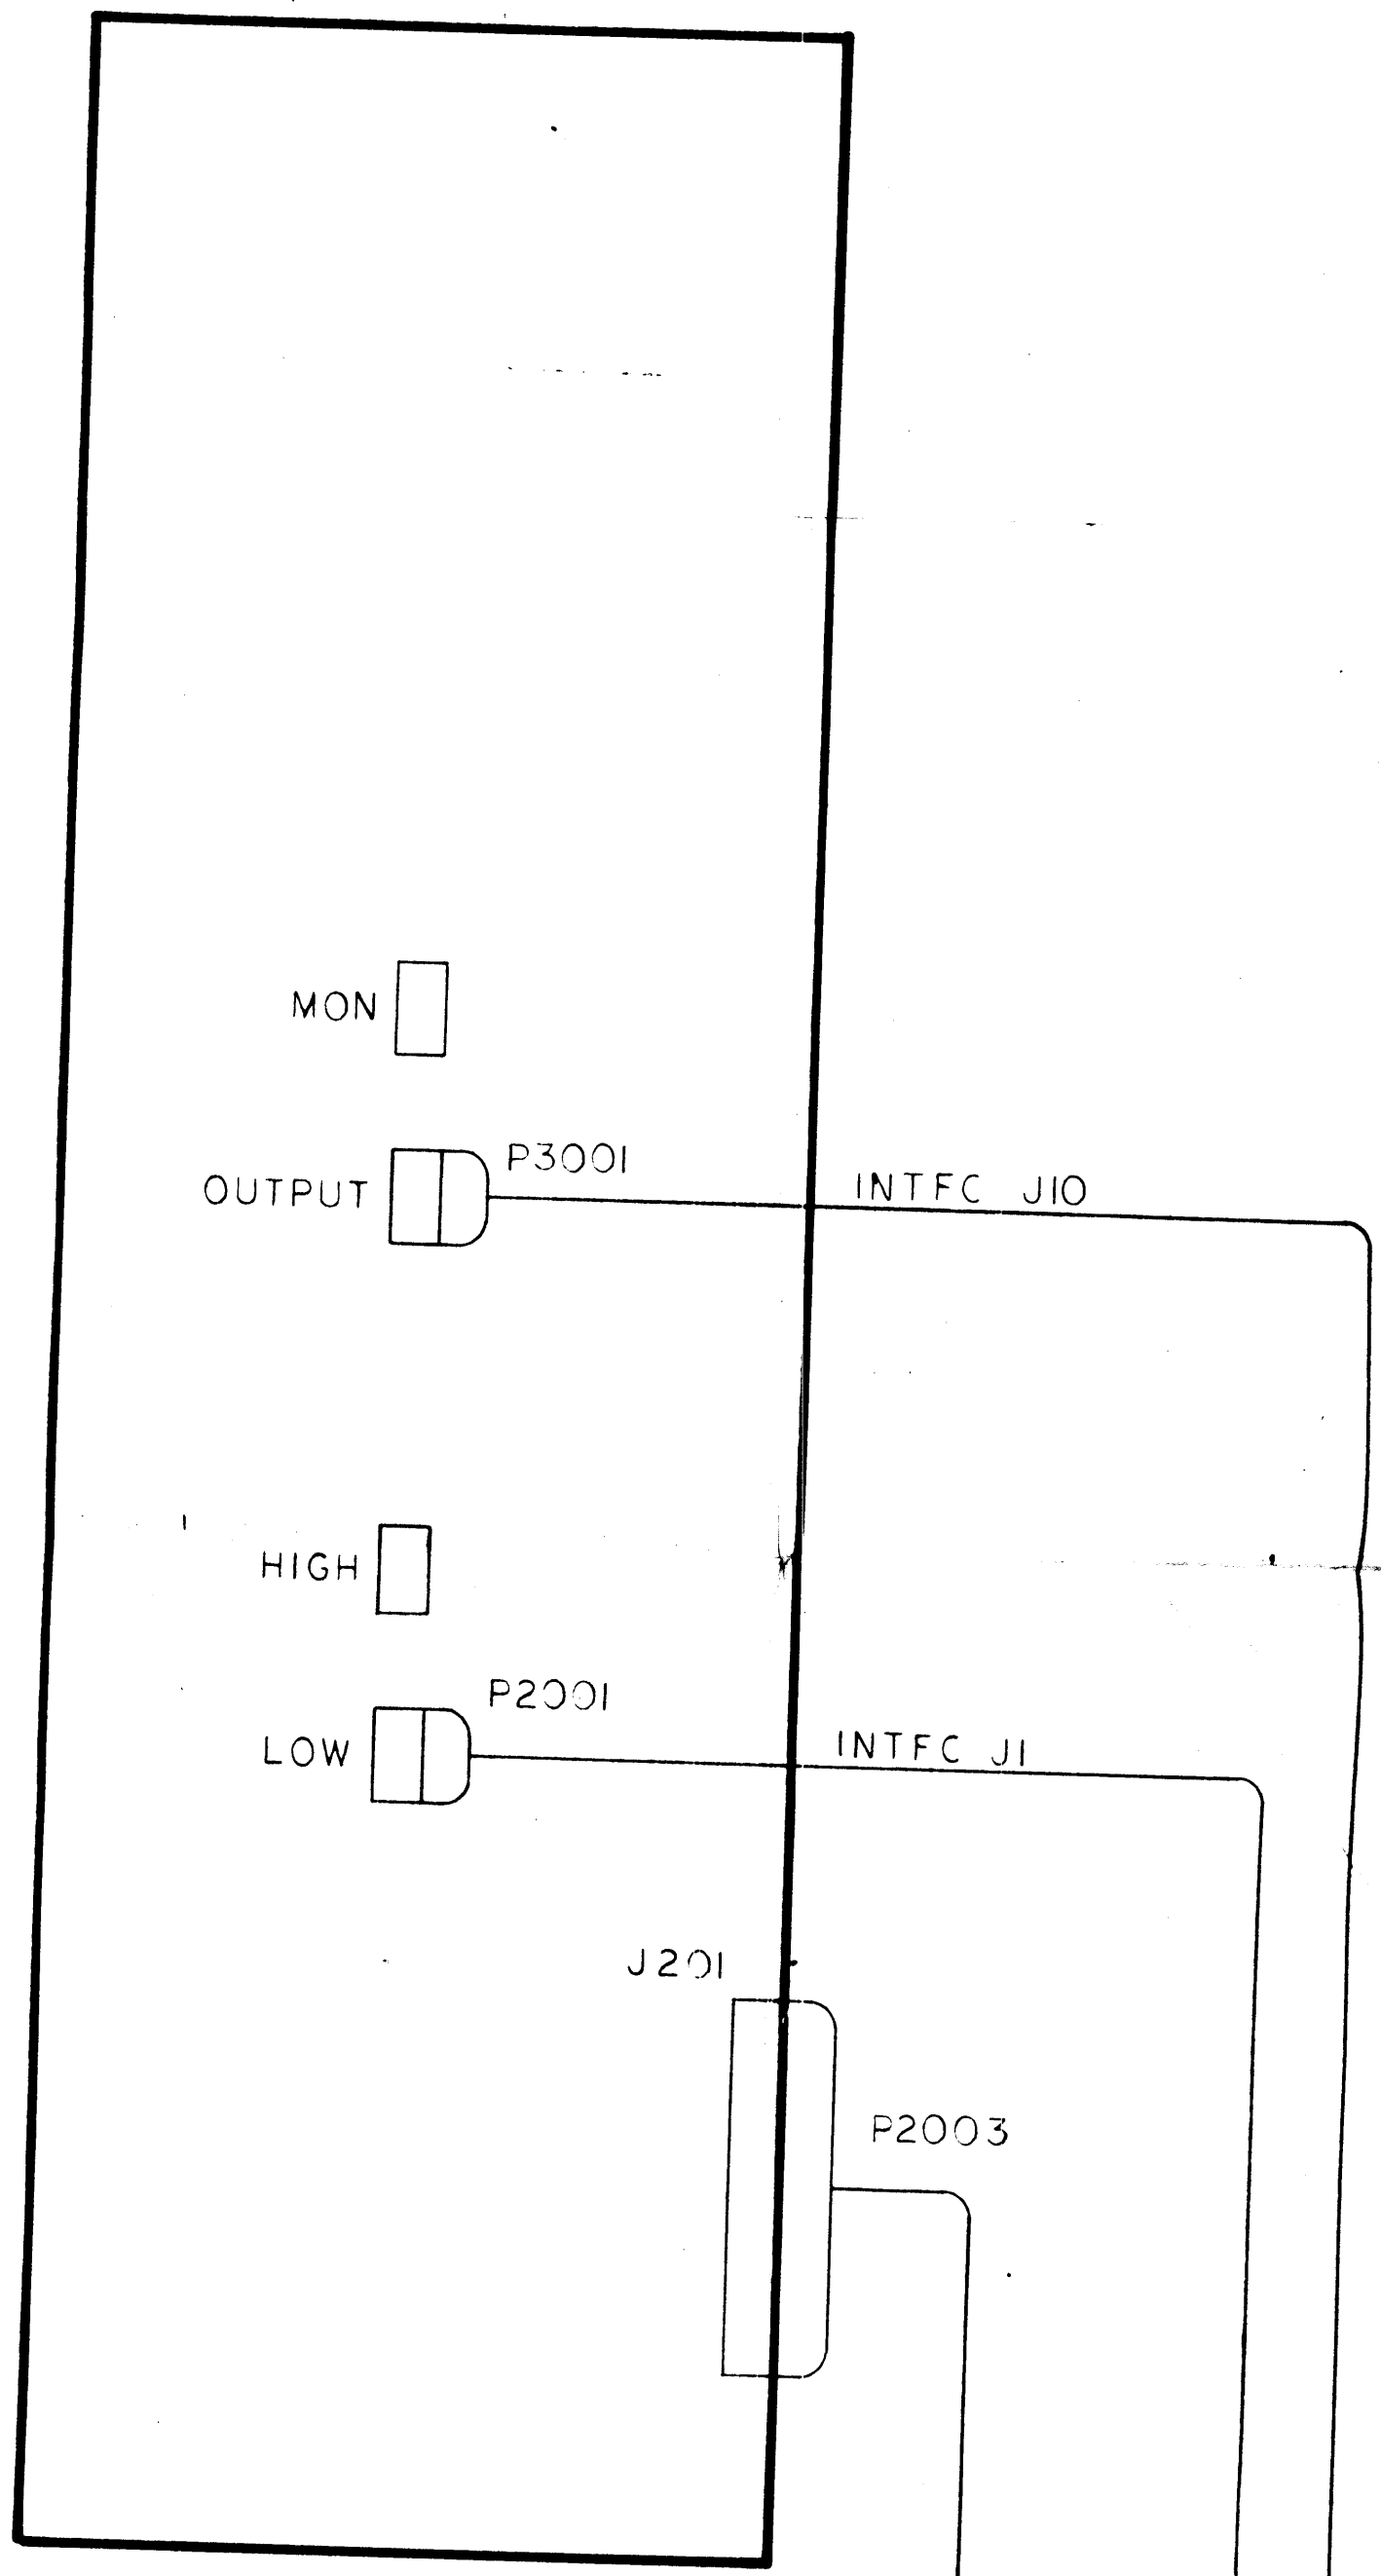 MON
P3001
OUTPUT
INTFC J10
HIGH
P2001
LOW
INTFC J1
J201
P2003